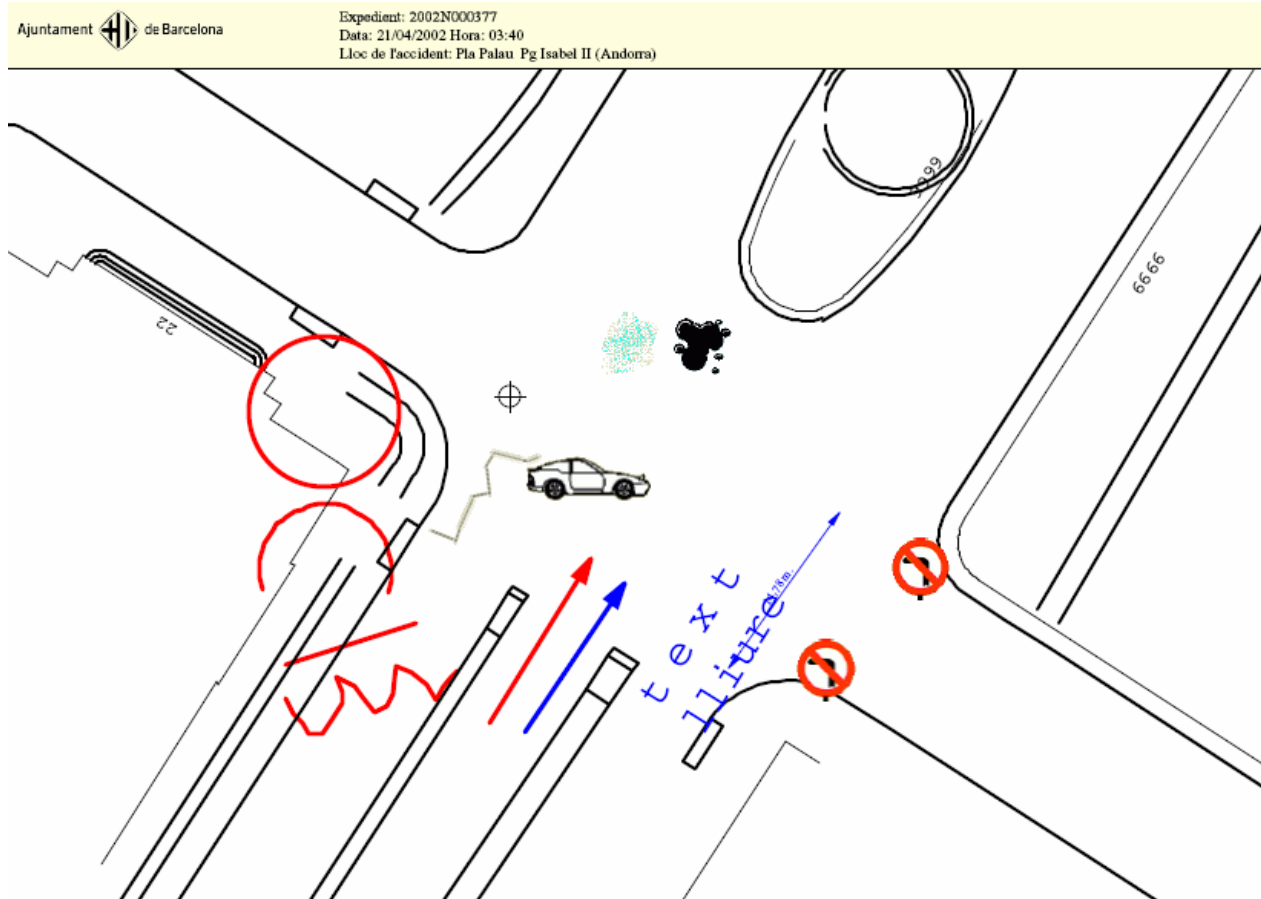 Ajuntament de Barcelona
Expedient: 2002N000377
Data: 21/04/2002 Hora: 03:40
Lloc de l'accident: Pla Palau Pg Isabel II (Andorra)
9999
22
text
lliure